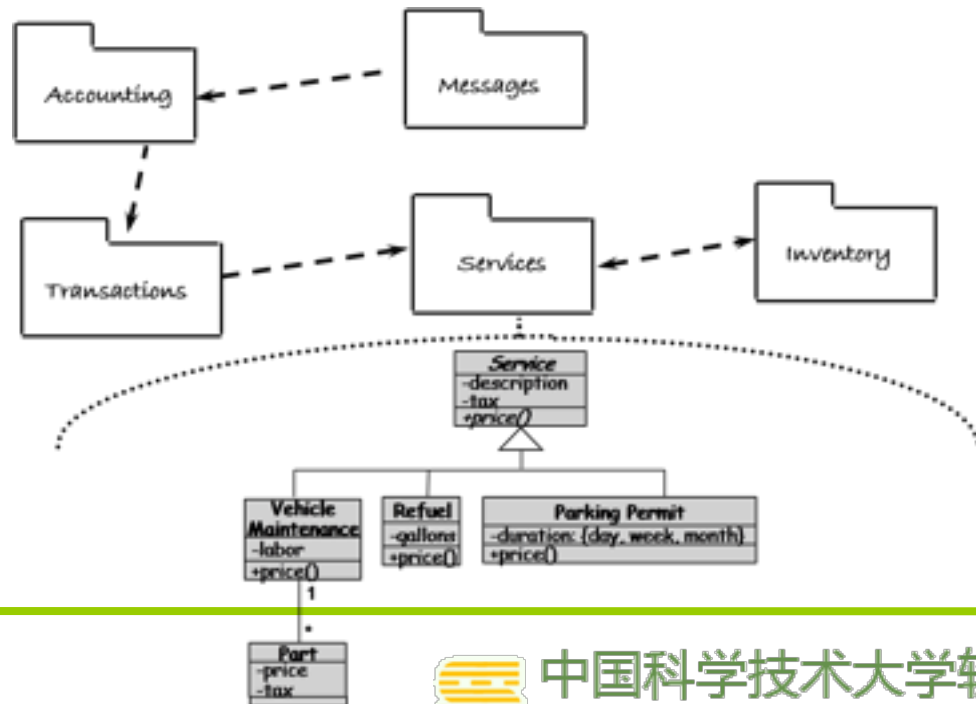 Accounting
Messages
Transactions
Services
Inventory
Service
-description
-tax
+price()
Vehicle
Maintenance
-labor
+price()
Refuel
-gallons
+price()
Parking Permit
-duration: {day, week, month}
+price()
1
*
Part
-price
-tax
中国科学技术大学软